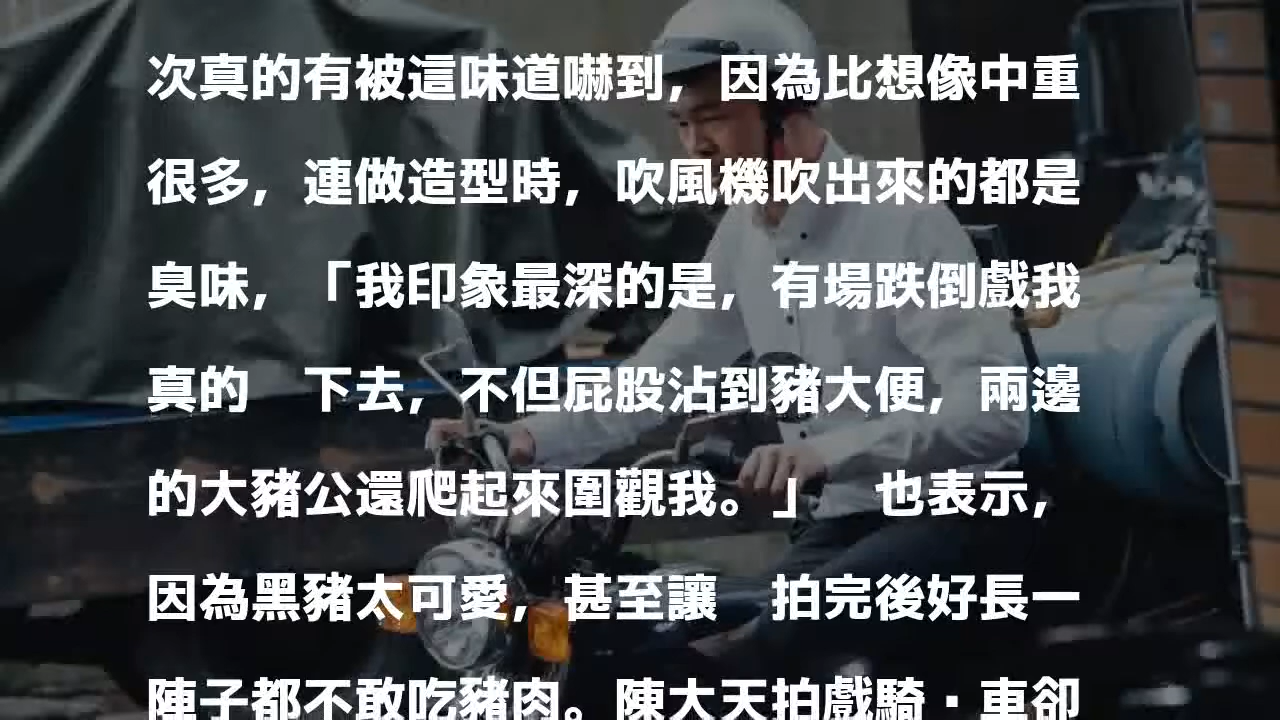 次真的有被這味道嚇到，因為比想像中重
很多，連做造型時，吹風機吹出來的都是
臭味，「我印象最深的是，有場跌倒戲我
真的　下去，不但屁股沾到豬大便，兩邊
的大豬公還爬起來圍觀我。」　也表示，
因為黑豬太可愛，甚至讓　拍完後好長一
陣子都不敢吃豬肉。陳大天拍戲騎·車卻